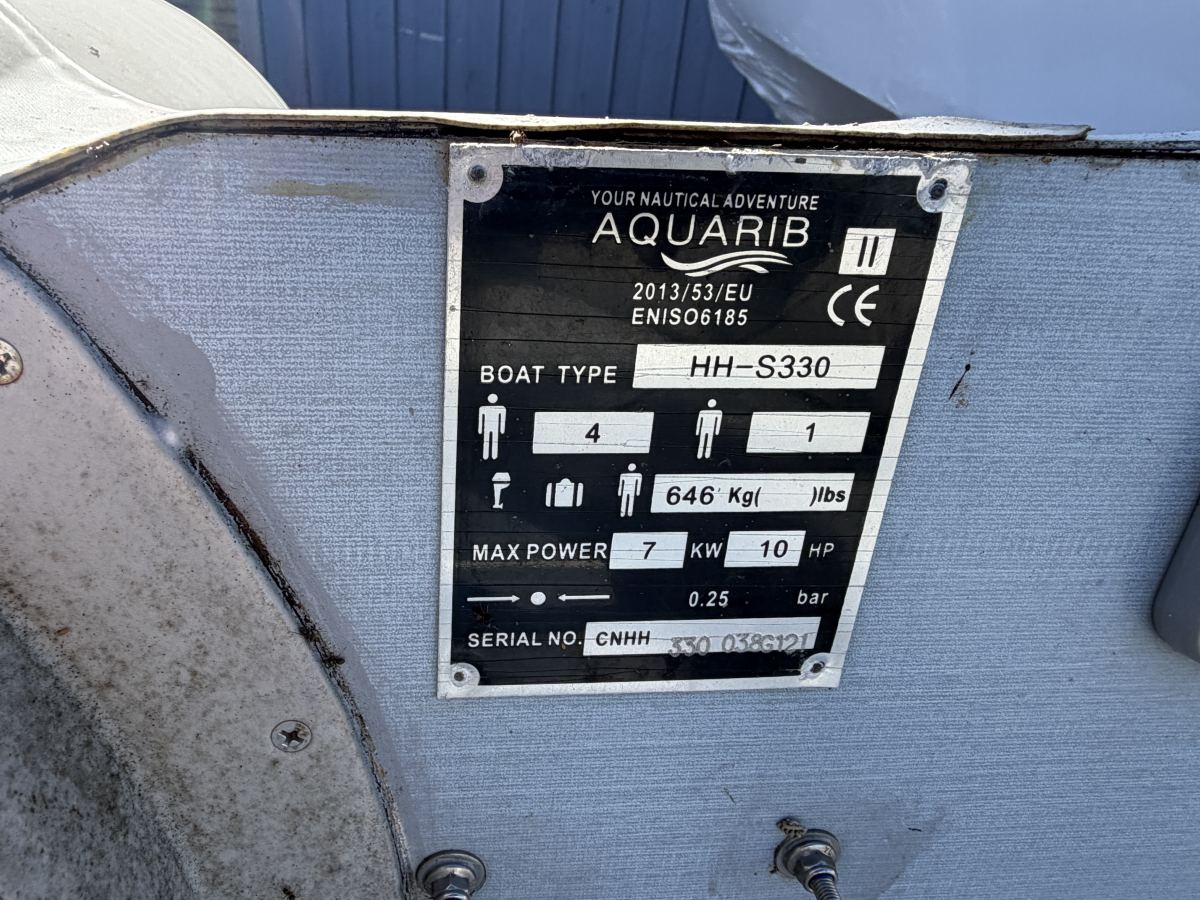 YOUR NAUTICAL ADVENTURE
AQUARIB
II
2013/53/EU
CE
ENISO6185
BOAT TYPE HH-S330
4 1
646 Kg( )lbs
MAX POWER 7 KW 10 HP
0.25 bar
SERIAL NO. CNHH 330 038G121